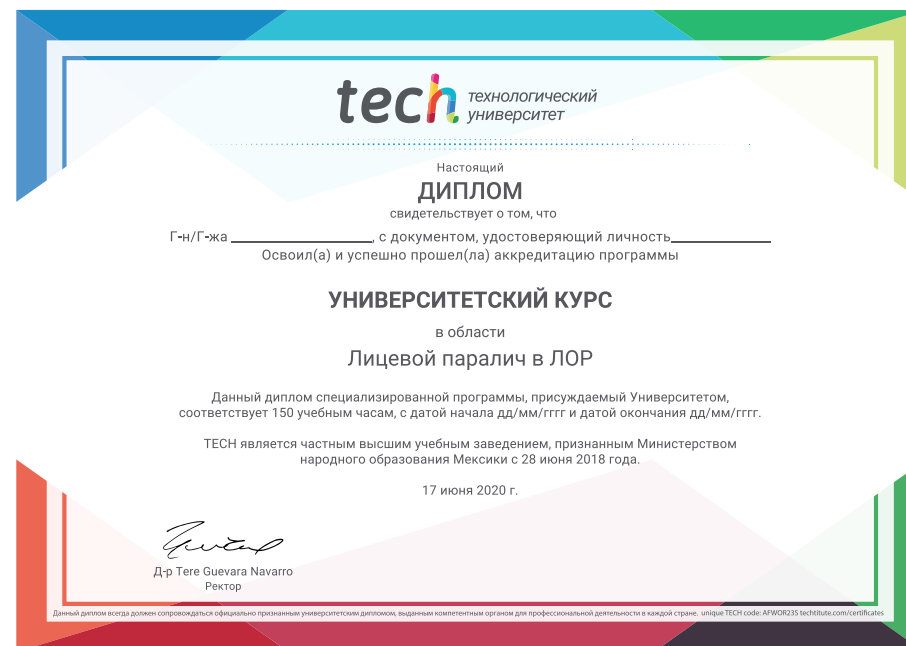 tech технологический
университет
Настоящий
ДИПЛОМ
свидетельствует о том, что
Г-н/Г-жа ____________________, с документом, удостоверяющий личность______________
Освоил(а) и успешно прошел(ла) аккредитацию программы
УНИВЕРСИТЕТСКИЙ КУРС
в области
Лицевой паралич в ЛОР
Данный диплом специализированной программы, присуждаемый Университетом,
соответствует 150 учебным часам, с датой начала дд/мм/гггг и датой окончания дд/мм/гггг.
TECH является частным высшим учебным заведением, признанным Министерством
народного образования Мексики с 28 июня 2018 года.
17 июня 2020 г.
Д-р Tere Guevara Navarro
Ректор
Данный диплом всегда должен сопровождаться официально признанным университетским дипломом, выданным компетентным органом для профессиональной деятельности в каждой стране. unique TECH code: AFWOR23S techtitute.com/certificates